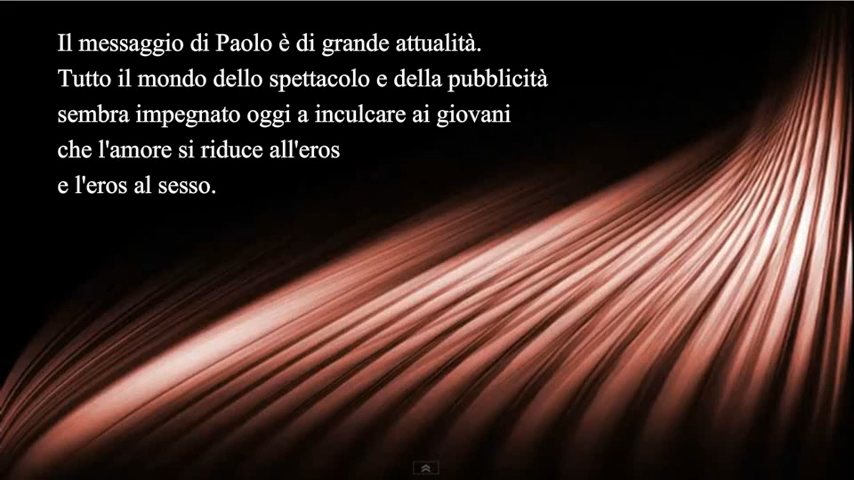 Il messaggio di Paolo è di grande attualità.
Tutto il mondo dello spettacolo e della pubblicità
sembra impegnato oggi a inculcare ai giovani
che l'amore si riduce all'eros
e l'eros al sesso.